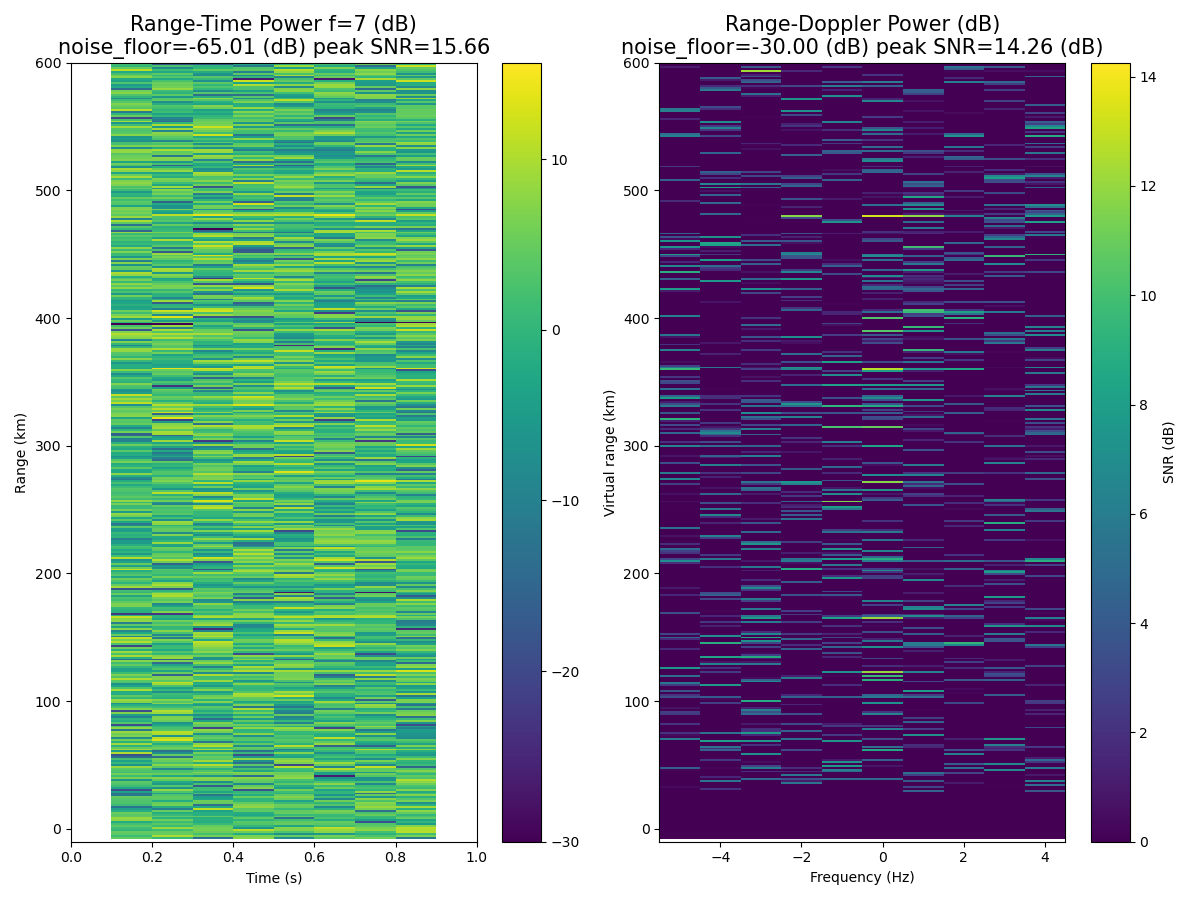 Range-Time Power f=7 (dB)
noise_floor=-65.01 (dB) peak SNR=15.66
600
500
400
300
200
100
0
Range (km)
0.0 0.2 0.4 0.6 0.8 1.0
Time (s)
10
0
−10
−20
−30
Range-Doppler Power (dB)
noise_floor=-30.00 (dB) peak SNR=14.26 (dB)
600
500
400
300
200
100
0
Virtual range (km)
−4 −2 0 2 4
Frequency (Hz)
14
12
10
8
6
4
2
0
SNR (dB)